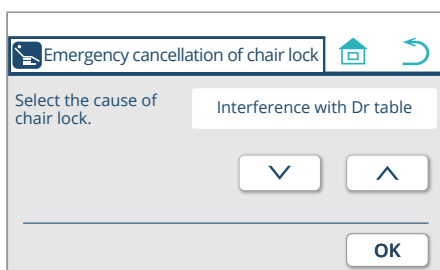 Emergency cancellation of chair lock
Select the cause of
chair lock.
Interference with Dr table
OK